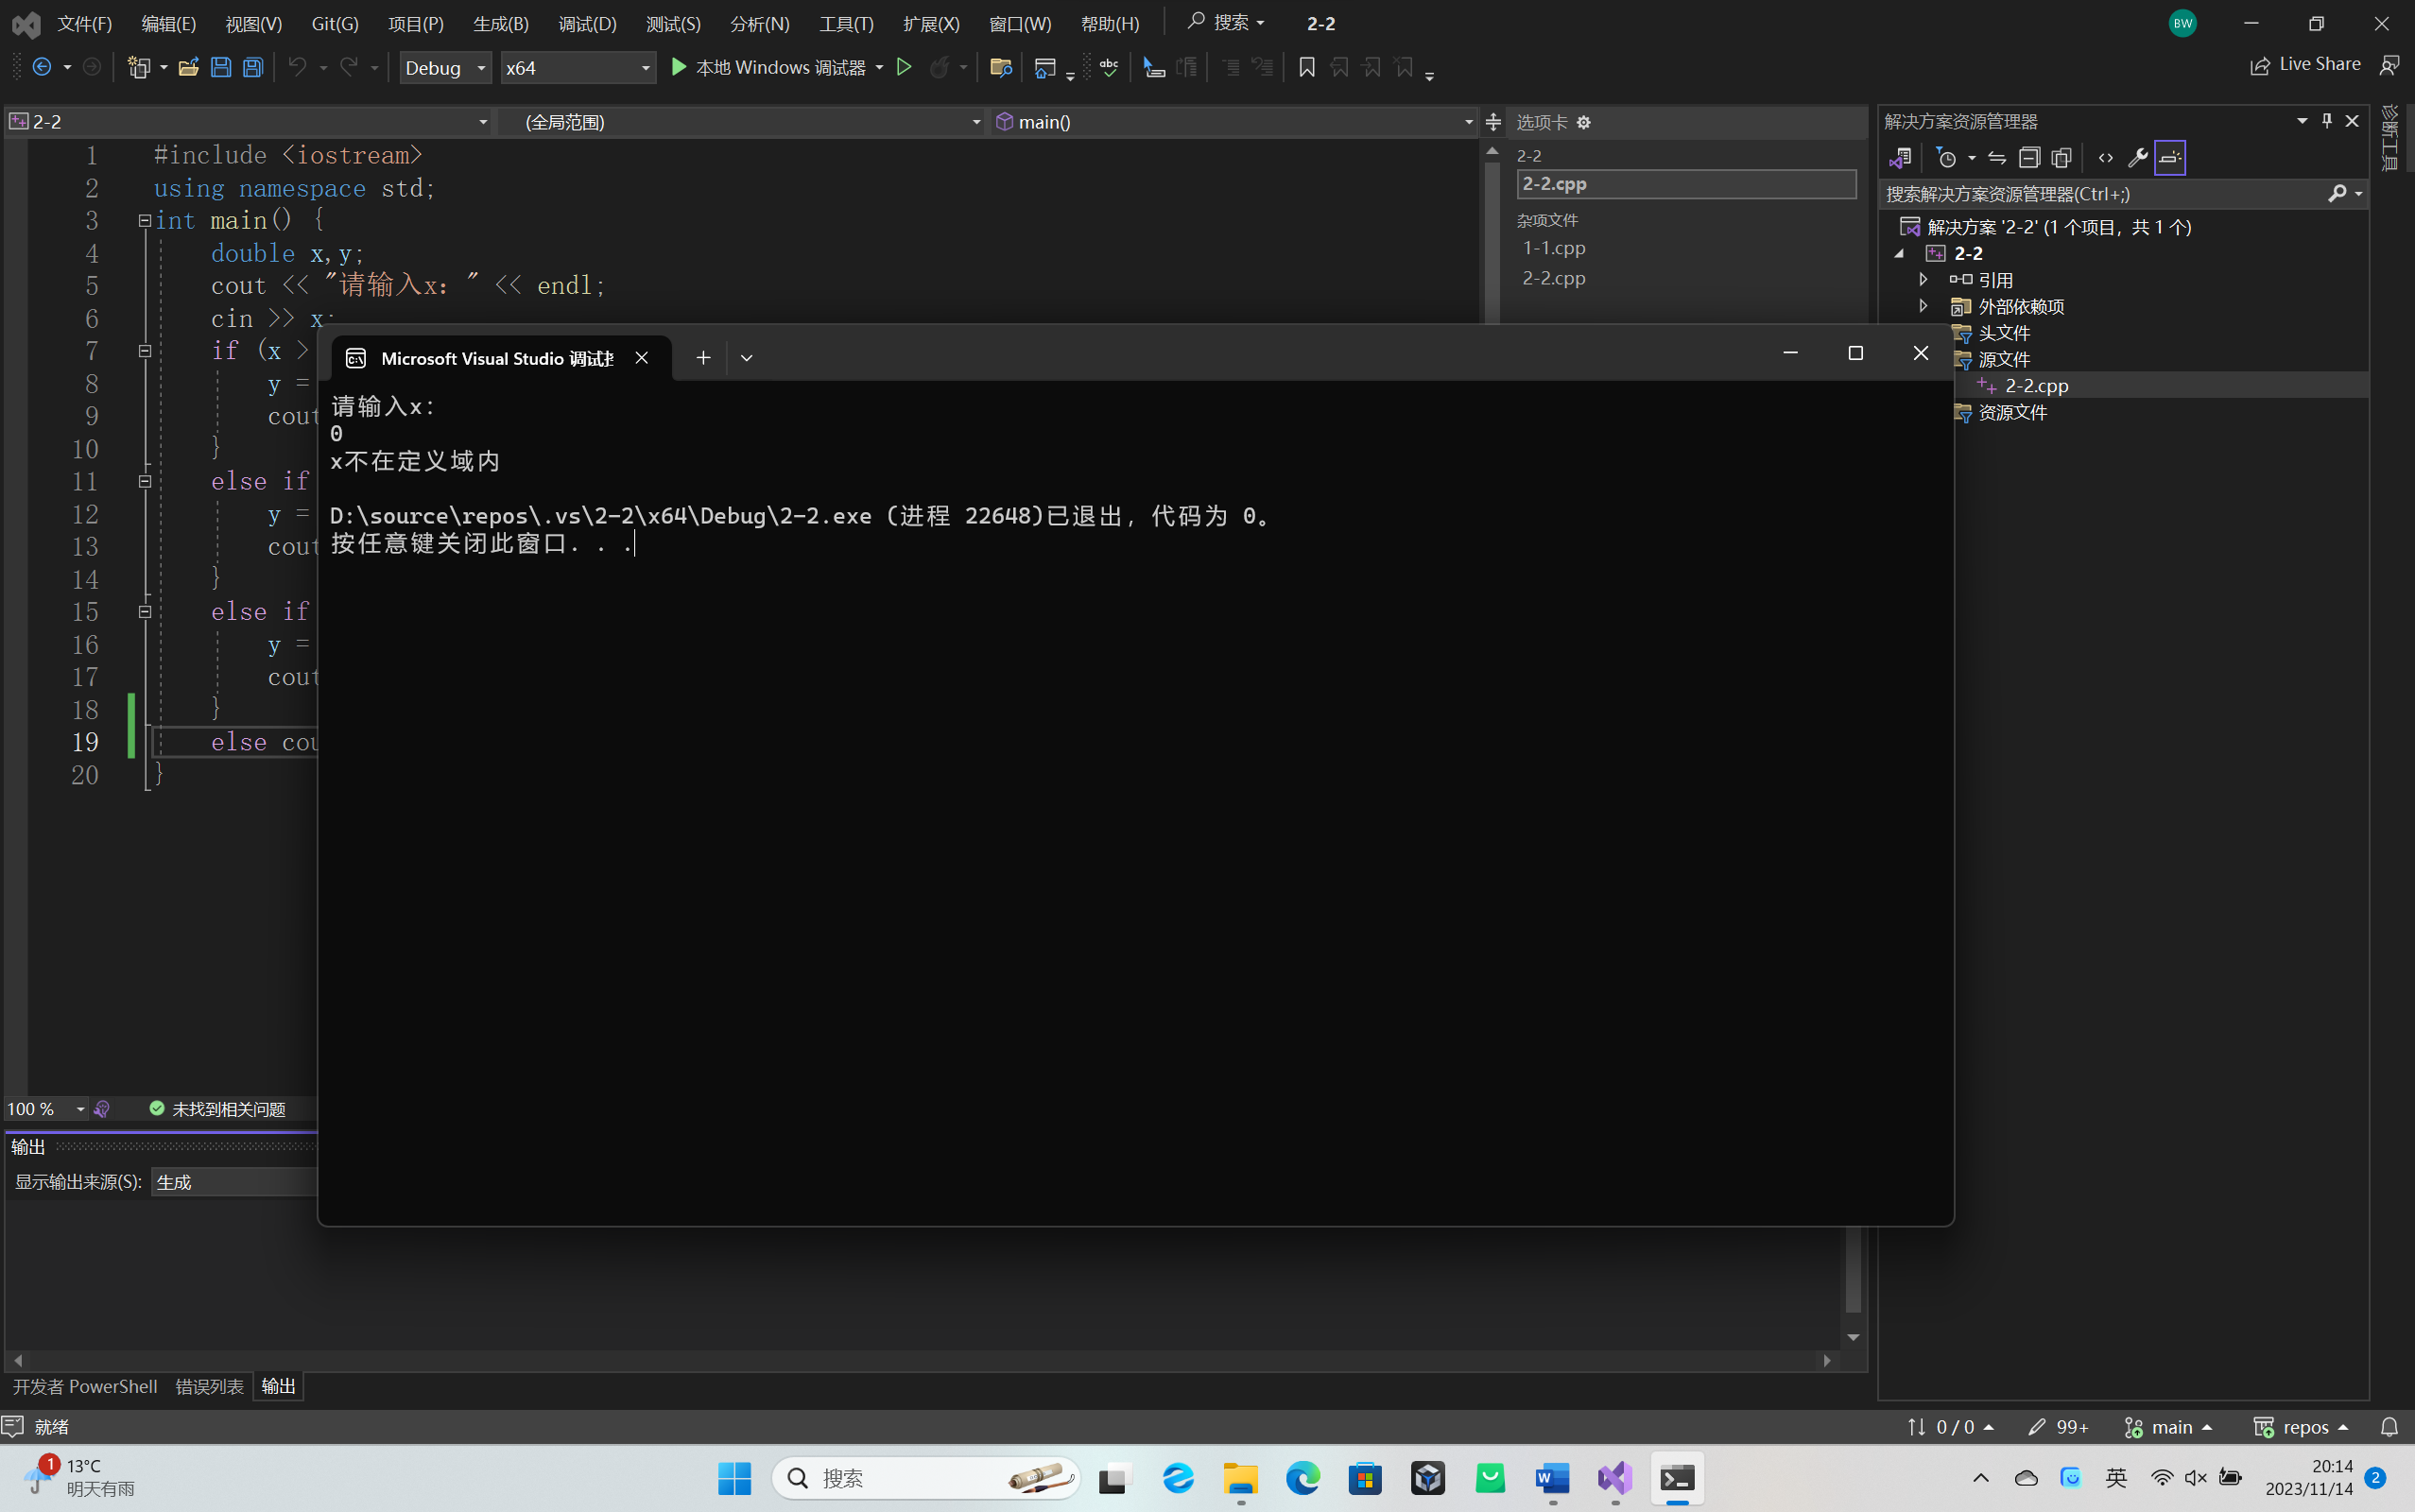 文件(F) 编辑(E) 视图(V) Git(G) 项目(P) 生成(B) 调试(D) 测试(S) 分析(N) 工具(T) 扩展(X) 窗口(W) 帮助(H) 搜索 2-2 BW
Debug x64 本地 Windows 调试器 abc Live Share
2-2 (全局范围) main() 选项卡 解决方案资源管理器 诊断工具
1 #include <iostream>
2 using namespace std;
3 int main() {
4 double x,y;
5 cout << "请输入x：" << endl;
6 cin >> x;
7 if (x >
8 y =
9 cout
10 }
11 else if
12 y =
13 cout
14 }
15 else if
16 y =
17 cout
18 }
19 else cou
20 }
2-2
2-2.cpp
杂项文件
1-1.cpp
2-2.cpp
搜索解决方案资源管理器(Ctrl+;)
解决方案 '2-2' (1 个项目，共 1 个)
2-2
引用
外部依赖项
头文件
源文件
2-2.cpp
资源文件
Microsoft Visual Studio 调试
请输入x：
0
x不在定义域内
D:\source\repos\.vs\2-2\x64\Debug\2-2.exe (进程 22648)已退出，代码为 0。
按任意键关闭此窗口. . .
100 % 未找到相关问题
输出
显示输出来源(S): 生成
开发者 PowerShell 错误列表 输出
就绪 0 / 0 99+ main repos
1 13°C
明天有雨
搜索
英
20:14
2023/11/14 2